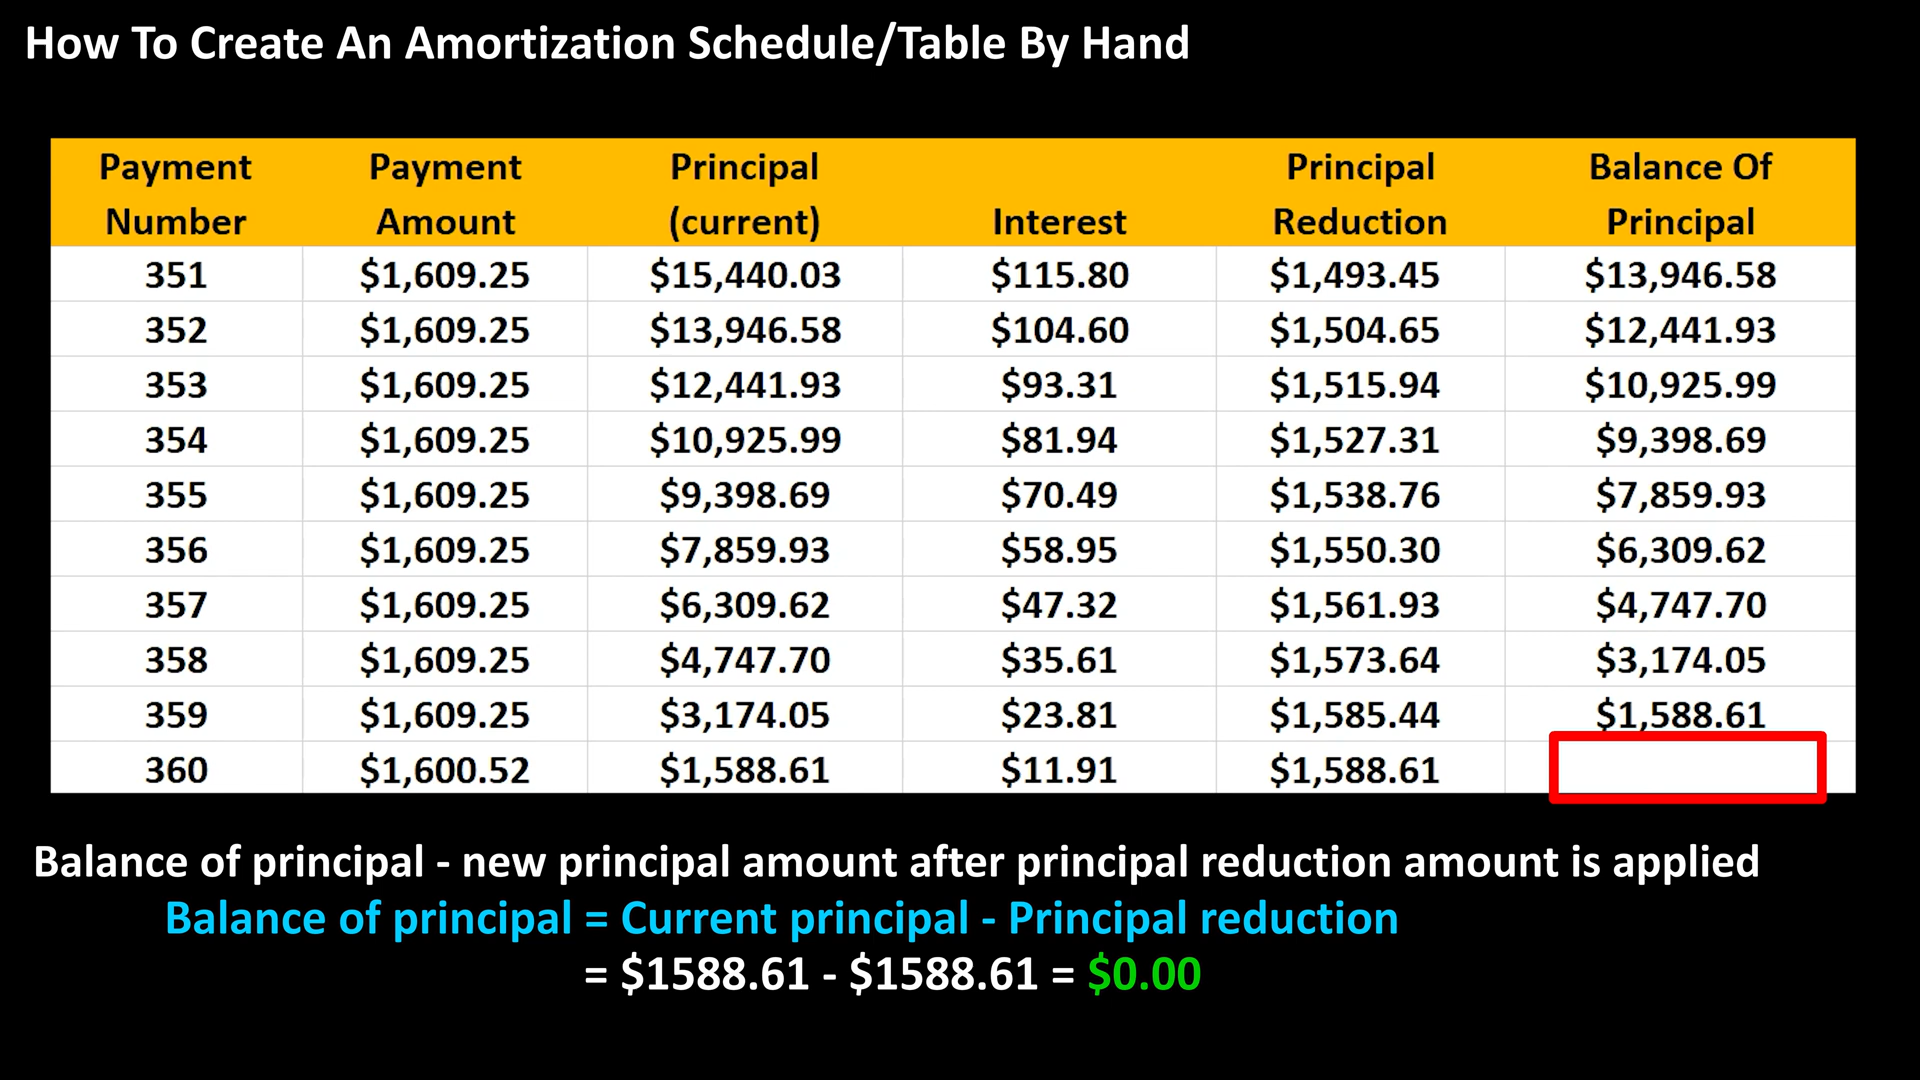 How To Create An Amortization Schedule/Table By Hand
Payment Number Payment Amount Principal (current) Interest Principal Reduction Balance Of Principal
351 $1,609.25 $15,440.03 $115.80 $1,493.45 $13,946.58
352 $1,609.25 $13,946.58 $104.60 $1,504.65 $12,441.93
353 $1,609.25 $12,441.93 $93.31 $1,515.94 $10,925.99
354 $1,609.25 $10,925.99 $81.94 $1,527.31 $9,398.69
355 $1,609.25 $9,398.69 $70.49 $1,538.76 $7,859.93
356 $1,609.25 $7,859.93 $58.95 $1,550.30 $6,309.62
357 $1,609.25 $6,309.62 $47.32 $1,561.93 $4,747.70
358 $1,609.25 $4,747.70 $35.61 $1,573.64 $3,174.05
359 $1,609.25 $3,174.05 $23.81 $1,585.44 $1,588.61
360 $1,600.52 $1,588.61 $11.91 $1,588.61
Balance of principal - new principal amount after principal reduction amount is applied
Balance of principal = Current principal - Principal reduction
= $1588.61 - $1588.61 = $0.00